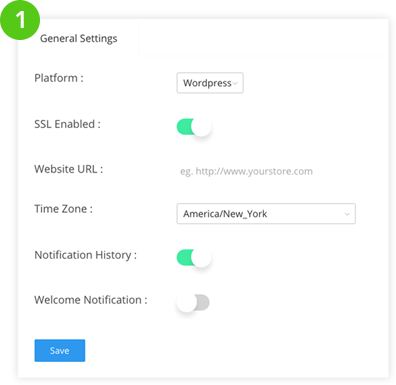 1
General Settings
Platform : Wordpress
SSL Enabled :
Website URL : eg. http://www.yourstore.com
Time Zone : America/New_York
Notification History :
Welcome Notification :
Save